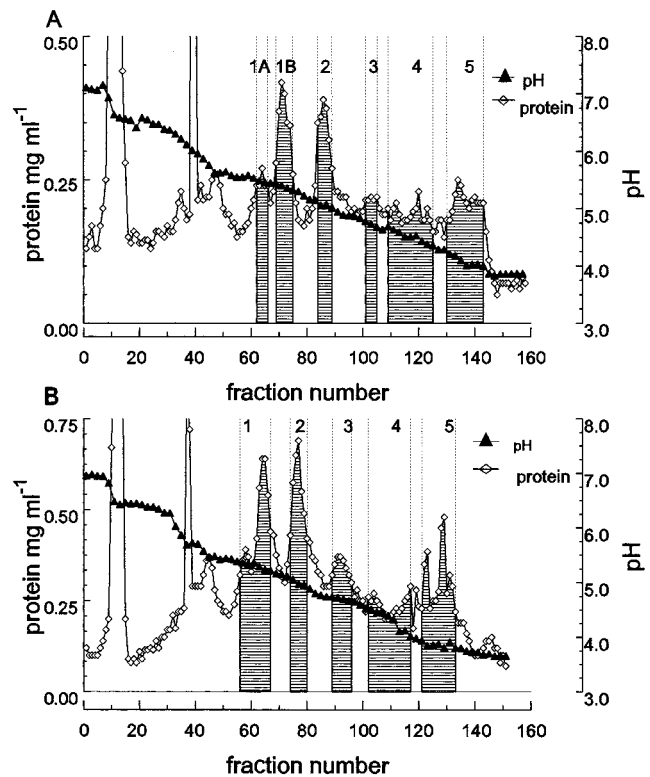 A
0.50
0.25
0.00
protein mg ml⁻¹
1A 1B 2 3 4 5
pH
protein
8.0
7.0
6.0
5.0
4.0
3.0
pH
0 20 40 60 80 100 120 140 160
fraction number
B
0.75
0.50
0.25
0.00
protein mg ml⁻¹
1 2 3 4 5
pH
protein
8.0
7.0
6.0
5.0
4.0
3.0
pH
0 20 40 60 80 100 120 140 160
fraction number